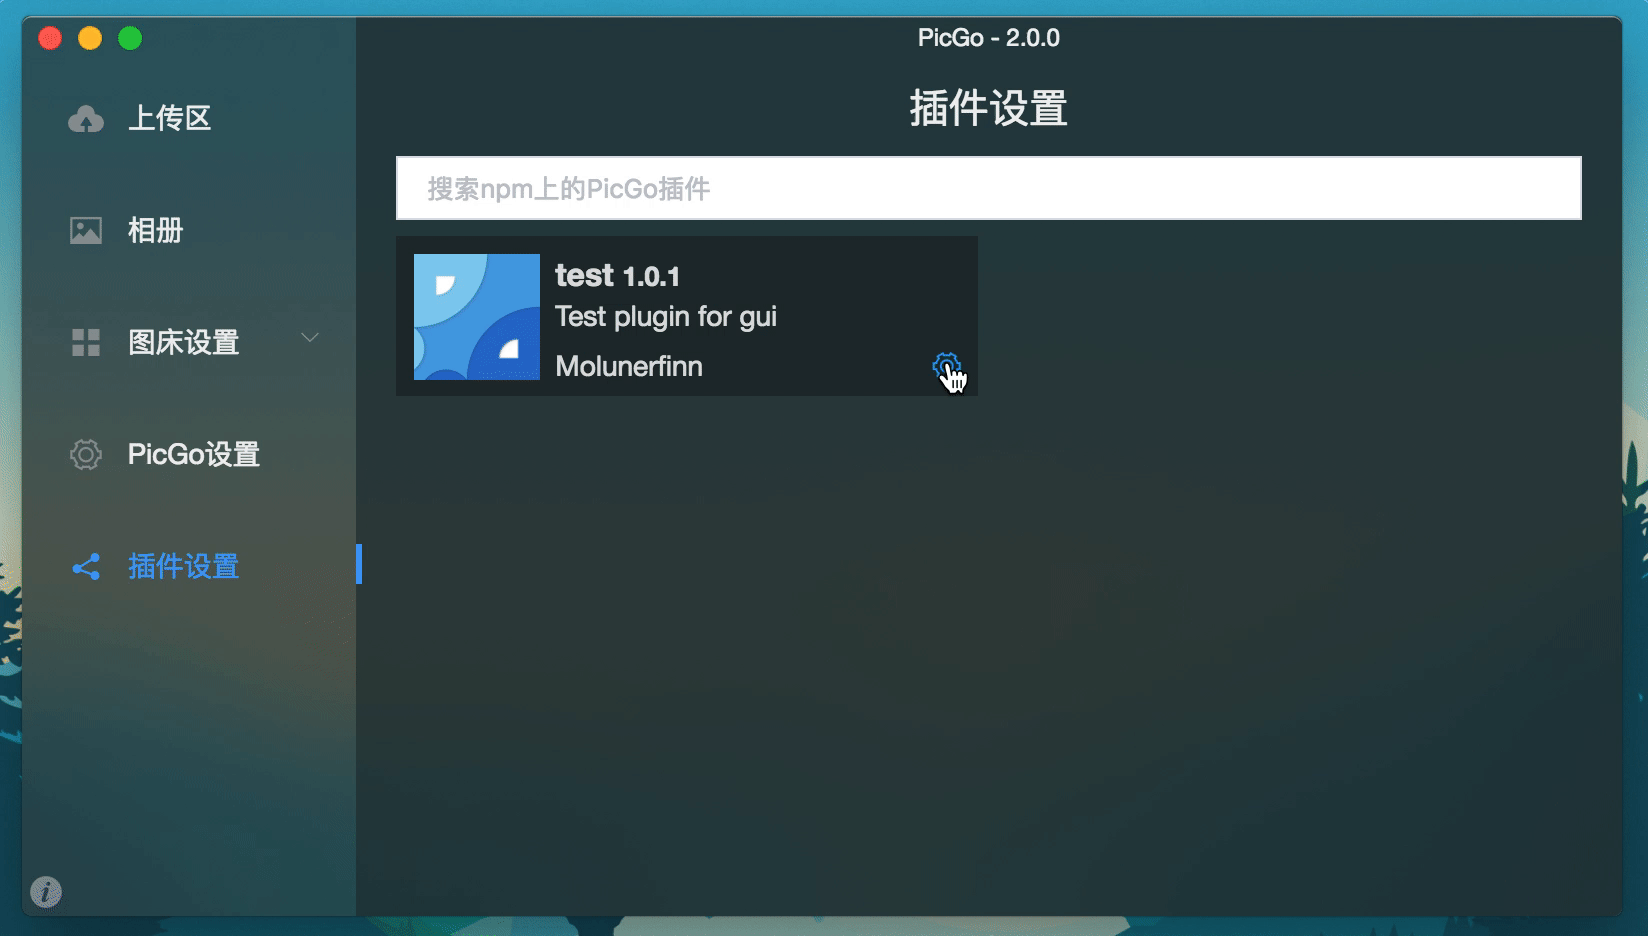 PicGo - 2.0.0
上传区
相册
图床设置
PicGo设置
插件设置
插件设置
搜索npm上的PicGo插件
test 1.0.1
Test plugin for gui
Molunerfinn
i